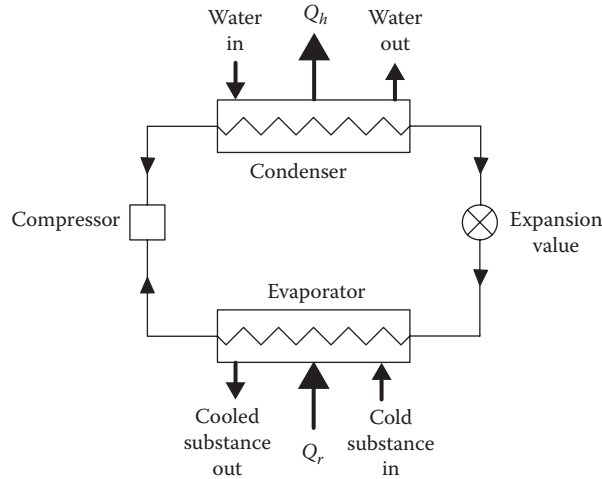 Water
in
Qh
Water
out
Condenser
Compressor
Expansion
value
Evaporator
Cooled
substance
out
Qr
Cold
substance
in